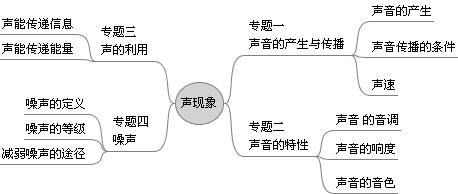 声现象
专题一
声音的产生与传播
声音的产生
声音传播的条件
声速
专题二
声音的特性
声音 的音调
声音的响度
声音的音色
专题三
声的利用
声能传递信息
声能传递能量
专题四
噪声
噪声的定义
噪声的等级
减弱噪声的途径